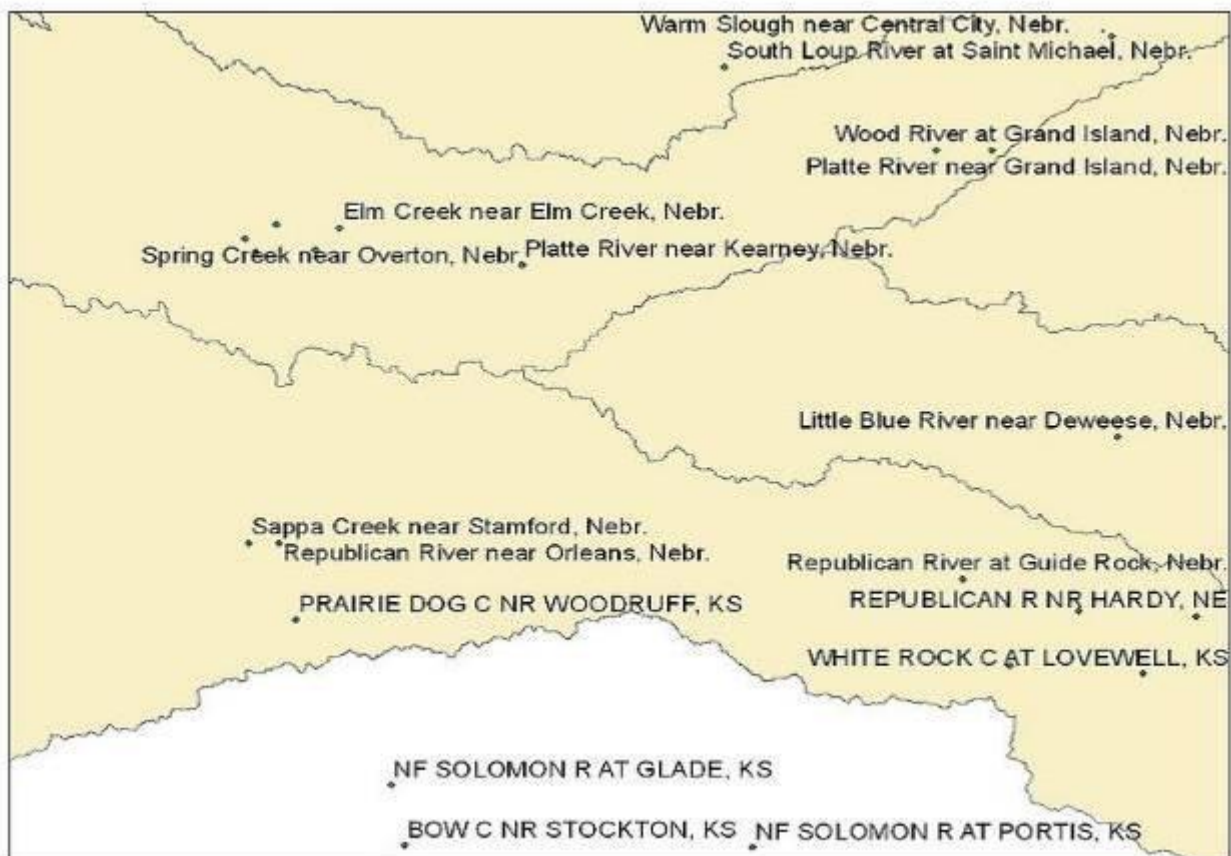 Warm Slough near Central City, Nebr.
South Loup River at Saint Michael, Nebr.
Wood River at Grand Island, Nebr.
Platte River near Grand Island, Nebr.
Elm Creek near Elm Creek, Nebr.
Spring Creek near Overton, Nebr.
Platte River near Kearney, Nebr.
Little Blue River near Deweese, Nebr.
Sappa Creek near Stamford, Nebr.
Republican River near Orleans, Nebr.
Republican River at Guide Rock, Nebr.
PRAIRIE DOG C NR WOODRUFF, KS
REPUBLICAN R NR HARDY, NE
WHITE ROCK C AT LOVEWELL, KS
NF SOLOMON R AT GLADE, KS
BOW C NR STOCKTON, KS
NF SOLOMON R AT PORTIS, KS